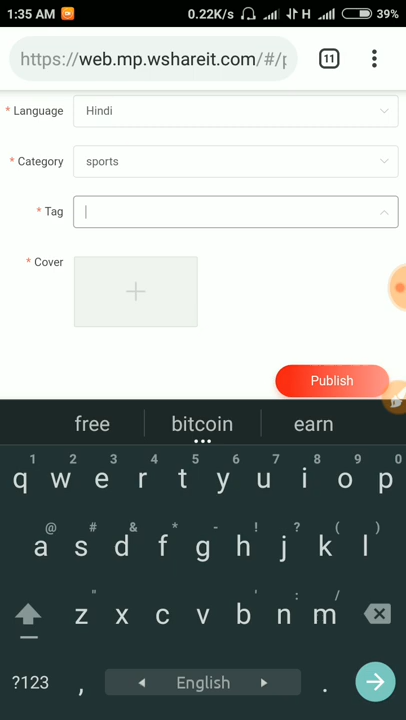 1:35 AM 0.22K/s H 39%
https://web.mp.wshareit.com/#/p
11
* Language Hindi
* Category sports
* Tag
* Cover
+
Publish
free bitcoin earn
1 2 3 4 5 6 7 8 9 0
q w e r t y u i o p
@ # & * - ! ? ( )
a s d f g h j k l
" ' : /
z x c v b n m
?123 , English .